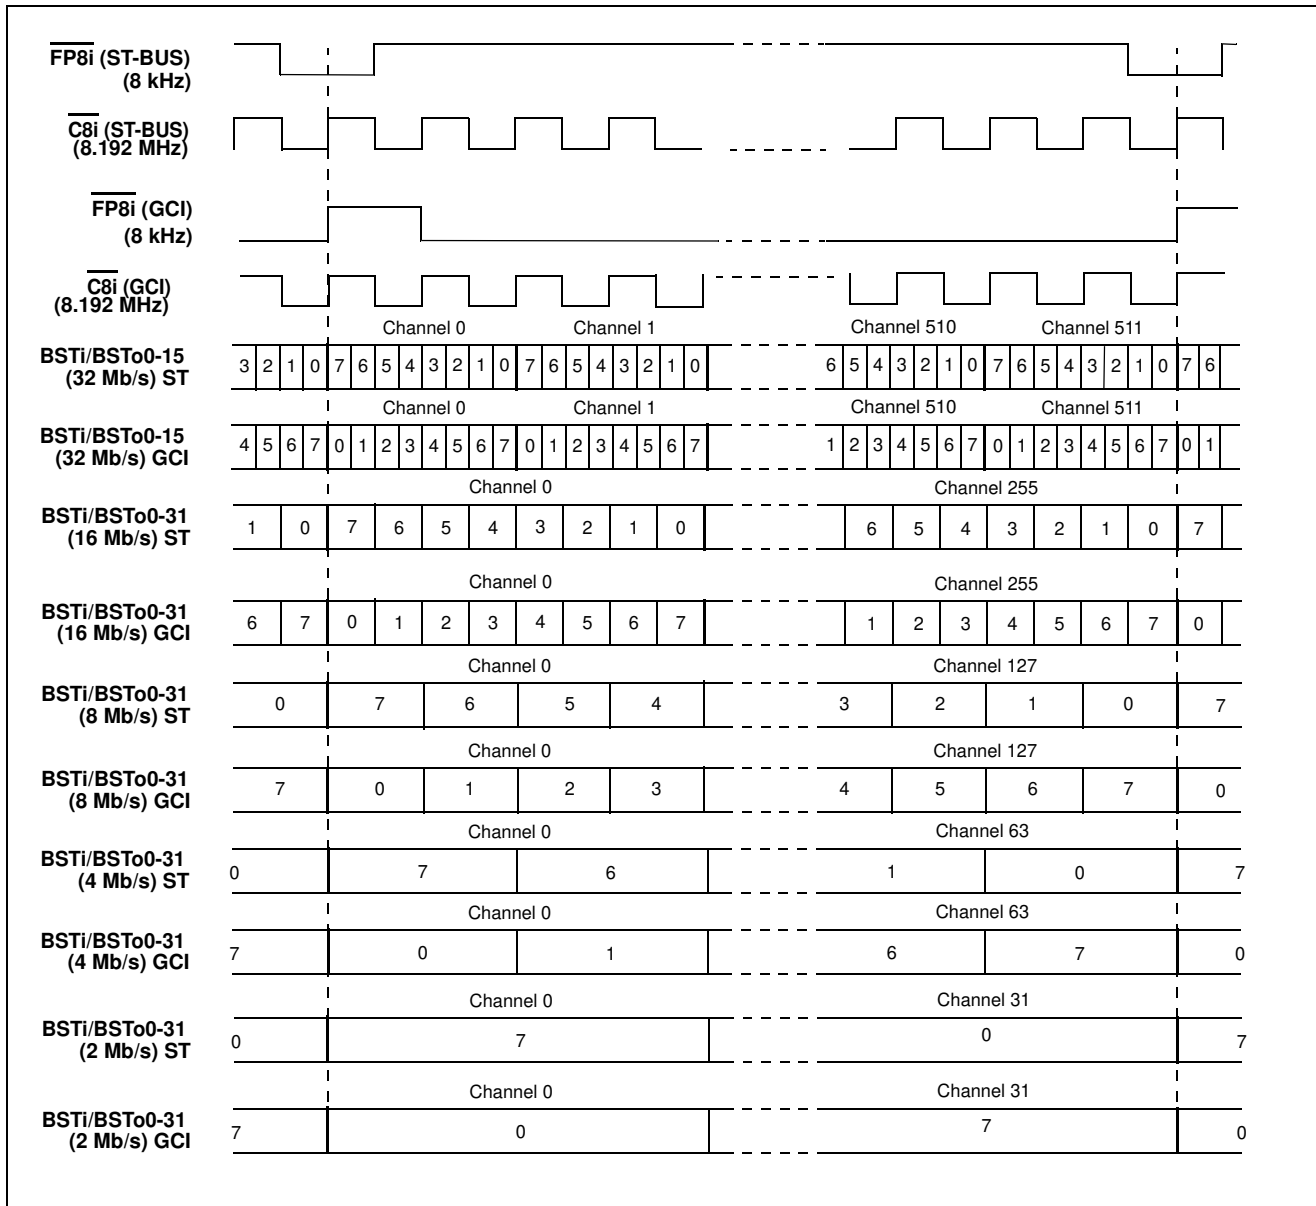 FP8i (ST-BUS)
(8 kHz)
C8i (ST-BUS)
(8.192 MHz)
FP8i (GCI)
(8 kHz)
C8i (GCI)
(8.192 MHz)
Channel 0 Channel 1 Channel 510 Channel 511
BSTi/BSTo0-15
(32 Mb/s) ST
3 2 1 0 7 6 5 4 3 2 1 0 7 6 5 4 3 2 1 0 6 5 4 3 2 1 0 7 6 5 4 3 2 1 0 7 6
Channel 0 Channel 1 Channel 510 Channel 511
BSTi/BSTo0-15
(32 Mb/s) GCI
4 5 6 7 0 1 2 3 4 5 6 7 0 1 2 3 4 5 6 7 1 2 3 4 5 6 7 0 1 2 3 4 5 6 7 0 1
Channel 0 Channel 255
BSTi/BSTo0-31
(16 Mb/s) ST
1 0 7 6 5 4 3 2 1 0 6 5 4 3 2 1 0 7
Channel 0 Channel 255
BSTi/BSTo0-31
(16 Mb/s) GCI
6 7 0 1 2 3 4 5 6 7 1 2 3 4 5 6 7 0
Channel 0 Channel 127
BSTi/BSTo0-31
(8 Mb/s) ST
0 7 6 5 4 3 2 1 0 7
Channel 0 Channel 127
BSTi/BSTo0-31
(8 Mb/s) GCI
7 0 1 2 3 4 5 6 7 0
Channel 0 Channel 63
BSTi/BSTo0-31
(4 Mb/s) ST
0 7 6 1 0 7
Channel 0 Channel 63
BSTi/BSTo0-31
(4 Mb/s) GCI
7 0 1 6 7 0
Channel 0 Channel 31
BSTi/BSTo0-31
(2 Mb/s) ST
0 7 0 7
Channel 0 Channel 31
BSTi/BSTo0-31
(2 Mb/s) GCI
7 0 7 0